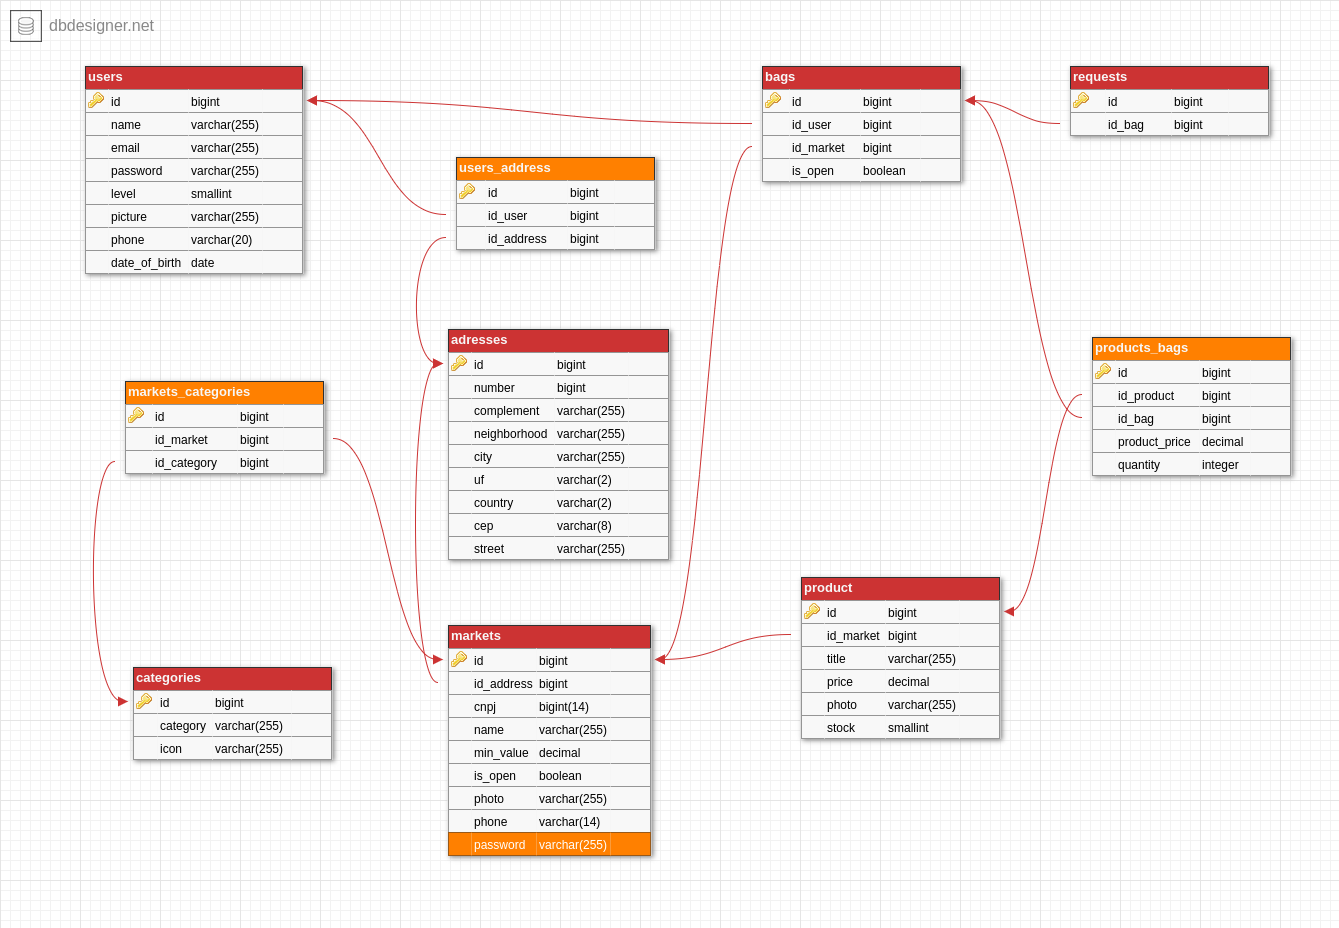 dbdesigner.net
users
id bigint
name varchar(255)
email varchar(255)
password varchar(255)
level smallint
picture varchar(255)
phone varchar(20)
date_of_birth date
users_address
id bigint
id_user bigint
id_address bigint
bags
id bigint
id_user bigint
id_market bigint
is_open boolean
requests
id bigint
id_bag bigint
adresses
id bigint
number bigint
complement varchar(255)
neighborhood varchar(255)
city varchar(255)
uf varchar(2)
country varchar(2)
cep varchar(8)
street varchar(255)
products_bags
id bigint
id_product bigint
id_bag bigint
product_price decimal
quantity integer
markets_categories
id bigint
id_market bigint
id_category bigint
product
id bigint
id_market bigint
title varchar(255)
price decimal
photo varchar(255)
stock smallint
markets
id bigint
id_address bigint
cnpj bigint(14)
name varchar(255)
min_value decimal
is_open boolean
photo varchar(255)
phone varchar(14)
password varchar(255)
categories
id bigint
category varchar(255)
icon varchar(255)